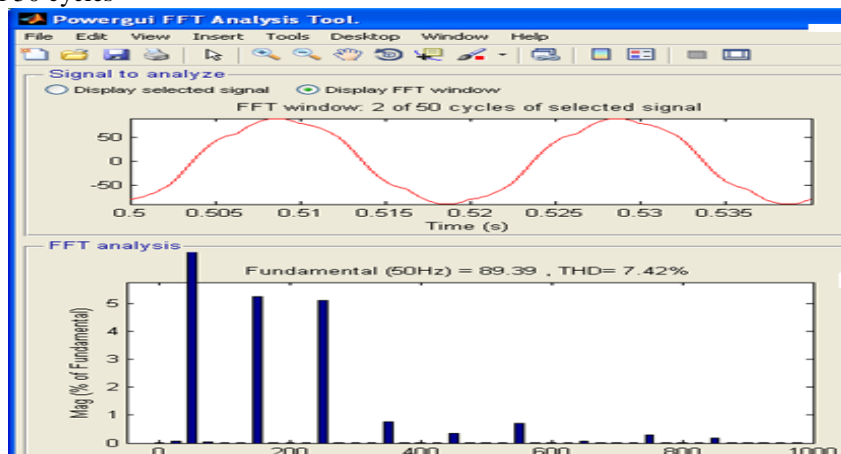 50 cycles
Powergui FFT Analysis Tool.
File Edit View Insert Tools Desktop Window Help
Signal to analyze
Display selected signal Display FFT window
FFT window: 2 of 50 cycles of selected signal
50
0
-50
0.5 0.505 0.51 0.515 0.52 0.525 0.53 0.535
Time (s)
FFT analysis
Fundamental (50Hz) = 89.39 , THD= 7.42%
5
4
3
2
1
0
Mag (% of Fundamental)
0 200 400 600 800 1000